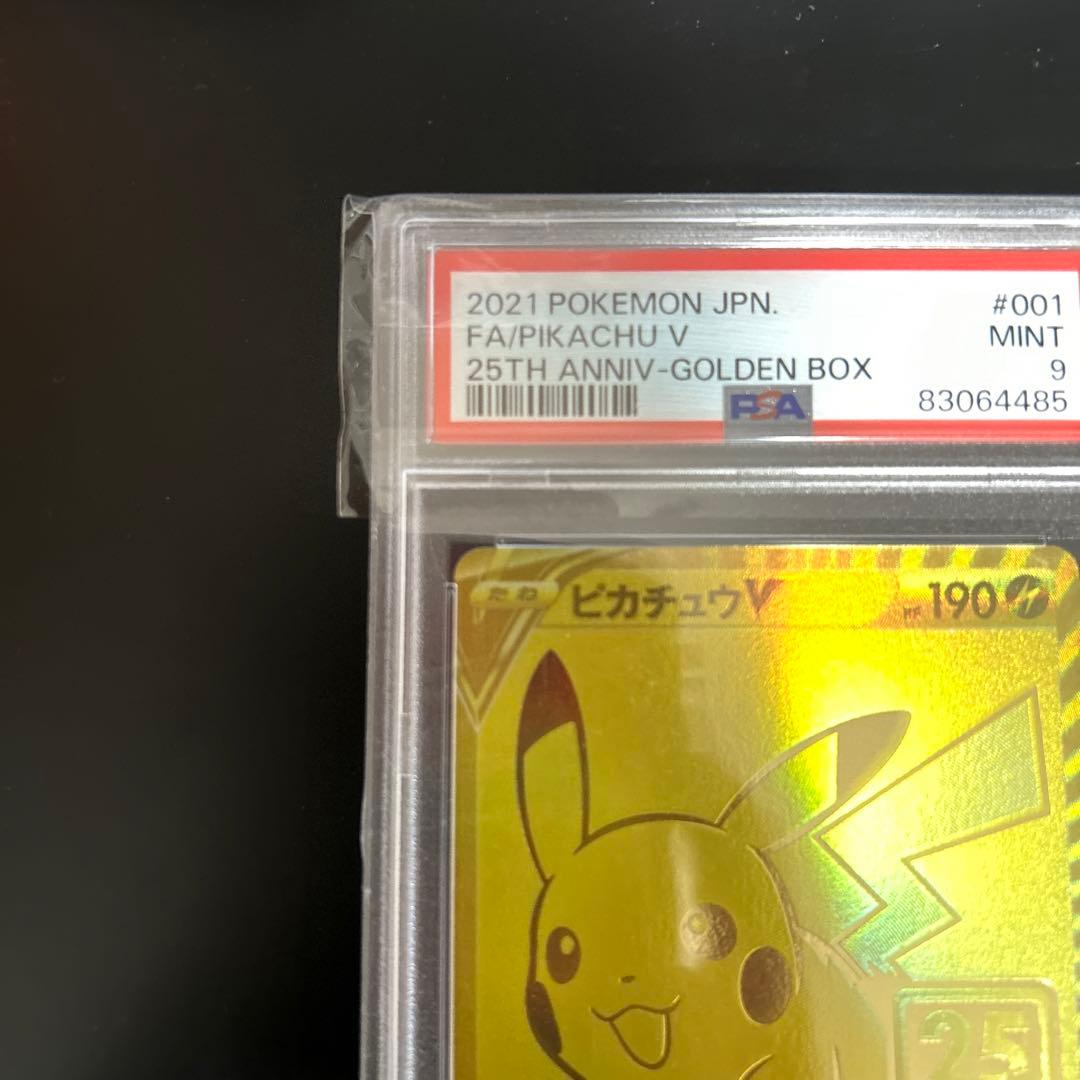 2021 POKEMON JPN. #001
FA/PIKACHU V MINT
25TH ANNIV-GOLDEN BOX 9
PSA 83064485
たね ピカチュウV HP 190
25